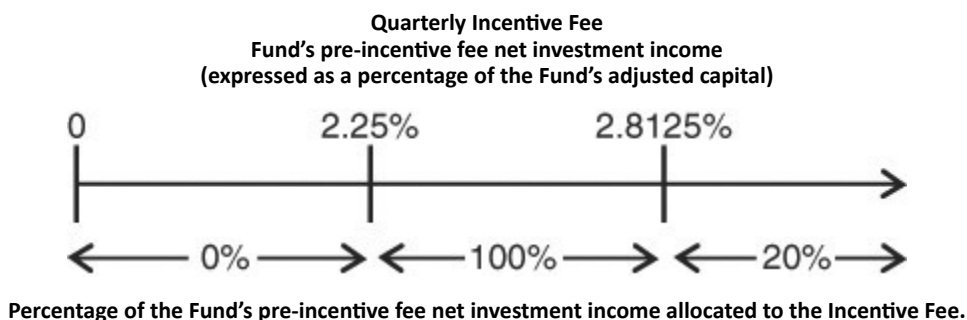 Quarterly Incentive Fee
Fund's pre-incentive fee net investment income
(expressed as a percentage of the Fund's adjusted capital)
0 2.25% 2.8125%
0% 100% 20%
Percentage of the Fund's pre-incentive fee net investment income allocated to the Incentive Fee.